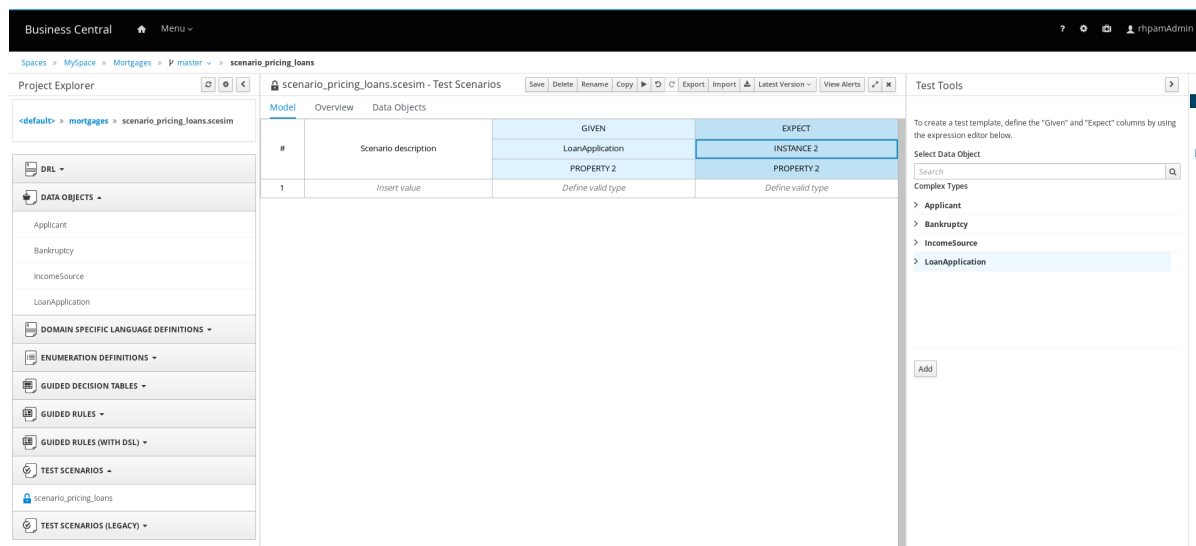 Business Central Menu ? rhpamAdmin
Spaces » MySpace » Mortgages » master » scenario_pricing_loans
Project Explorer
<default> » mortgages » scenario_pricing_loans.scesim
DRL
DATA OBJECTS
Applicant
Bankruptcy
IncomeSource
LoanApplication
DOMAIN SPECIFIC LANGUAGE DEFINITIONS
ENUMERATION DEFINITIONS
GUIDED DECISION TABLES
GUIDED RULES
GUIDED RULES (WITH DSL)
TEST SCENARIOS
scenario_pricing_loans
TEST SCENARIOS (LEGACY)
scenario_pricing_loans.scesim - Test Scenarios Save Delete Rename Copy Export Import Latest Version View Alerts
Model Overview Data Objects
# Scenario description GIVEN EXPECT
LoanApplication INSTANCE 2
PROPERTY 2 PROPERTY 2
1 Insert value Define valid type Define valid type
Test Tools
To create a test template, define the "Given" and "Expect" columns by using
the expression editor below.
Select Data Object
Search
Complex Types
Applicant
Bankruptcy
IncomeSource
LoanApplication
Add